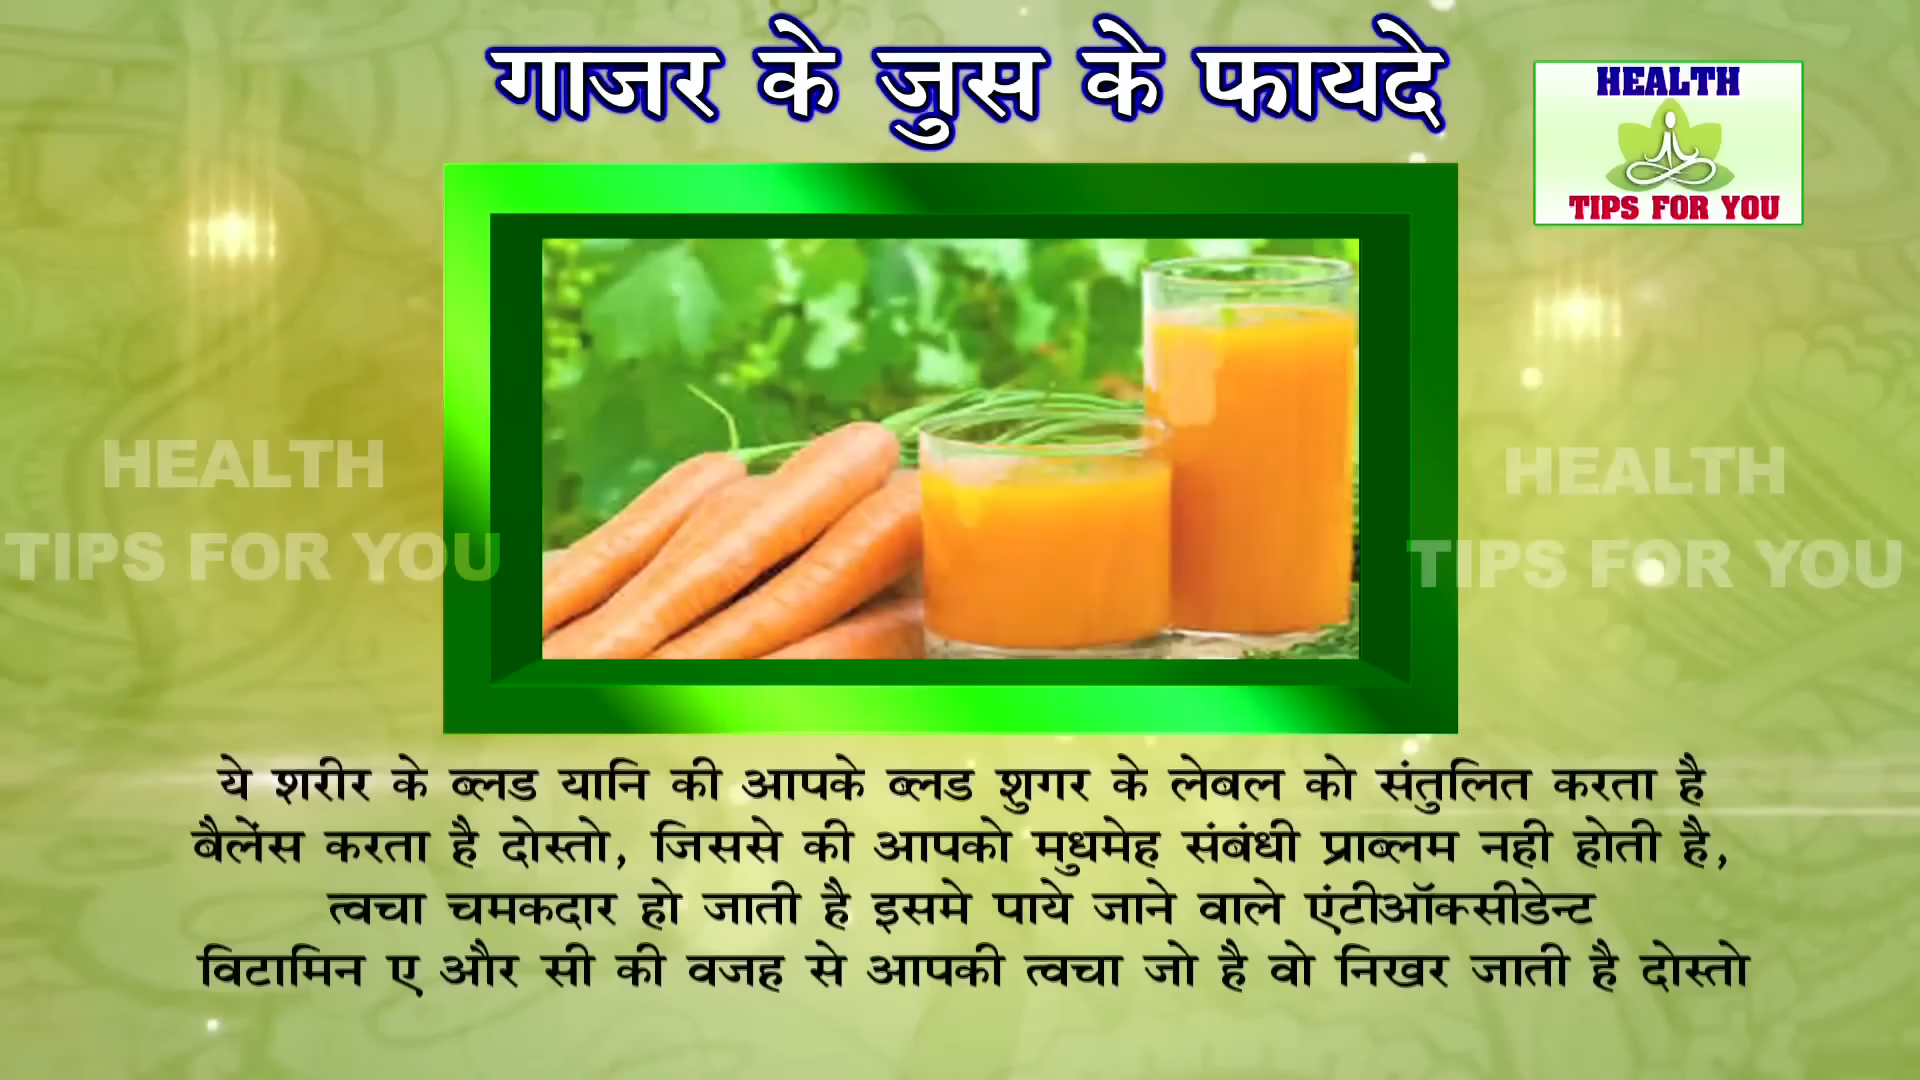 गाजर के जुस के फायदे
HEALTH
TIPS FOR YOU
HEALTH
TIPS FOR YOU
HEALTH
TIPS FOR YOU
ये शरीर के ब्लड यानि की आपके ब्लड शुगर के लेबल को संतुलित करता है
बैलेंस करता है दोस्तो, जिससे की आपको मुधमेह संबंधी प्राब्लम नही होती है,
त्वचा चमकदार हो जाती है इसमे पाये जाने वाले एंटीऑक्सीडेन्ट
विटामिन ए और सी की वजह से आपकी त्वचा जो है वो निखर जाती है दोस्तो